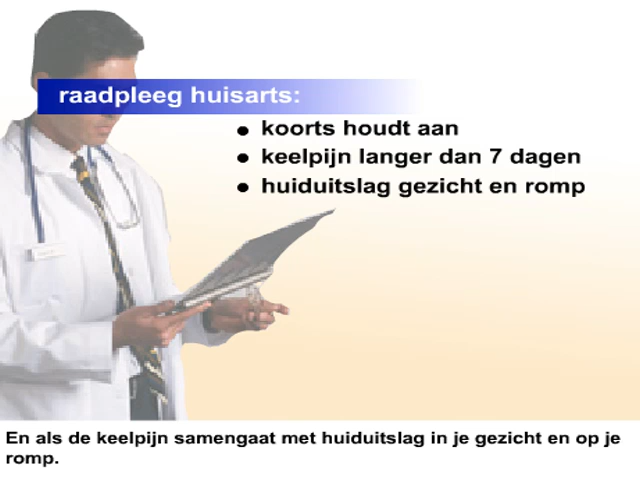 raadpleeg huisarts:
koorts houdt aan
keelpijn langer dan 7 dagen
huiduitslag gezicht en romp
En als de keelpijn samengaat met huiduitslag in je gezicht en op je
romp.